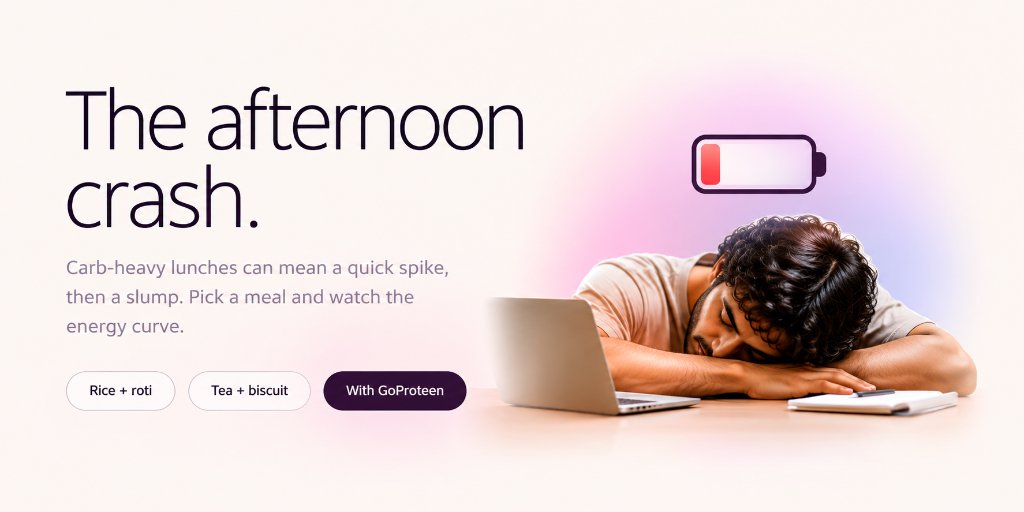 The afternoon
crash.
Carb-heavy lunches can mean a quick spike,
then a slump. Pick a meal and watch the
energy curve.
Rice + roti
Tea + biscuit
With GoProteen